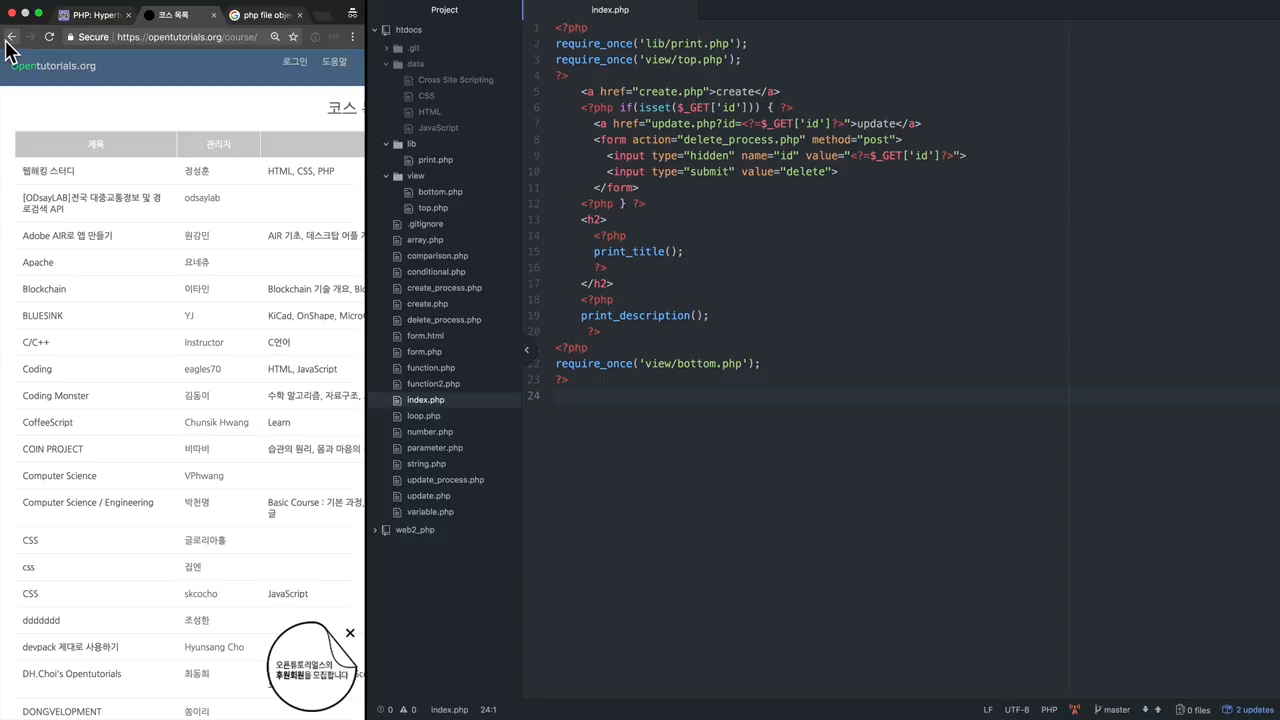 PHP: Hypert
코스 목록
php file obje
Secure
https://opentutorials.org/course/
Opentutorials.org
로그인
도움말
코스
제목
관리자
웹해킹 스터디
정성훈
HTML, CSS, PHP
[ODsayLAB]전국 대중교통정보 및 경
로검색 API
odsaylab
Adobe AIR로 앱 만들기
원강민
AIR 기초, 데스크탑 어플
Apache
요네츄
Blockchain
이타인
Blockchain 기술 개요, Bl
BLUESINK
YJ
KiCad, OnShape, Microt
C/C++
Instructor
C언어
Coding
eagles70
HTML, JavaScript
Coding Monster
김동이
수학 알고리즘, 자료구조,
CoffeeScript
Chunsik Hwang
Learn
COIN PROJECT
비따비
습관의 원리, 몸과 마음의
Computer Science
VPhwang
Computer Science / Engineering
박천명
Basic Course : 기본 과정,
글
CSS
글로리아홀
css
집엔
CSS
skcocho
JavaScript
ddddddd
조성한
devpack 제대로 사용하기
Hyunsang Cho
DH.Choi's Opentutorials
최동희
DONGVELOPMENT
쏭이리
오픈튜토리얼스의
후원회원을 모집합니다
Project
htdocs
.git
data
Cross Site Scripting
CSS
HTML
JavaScript
lib
print.php
view
bottom.php
top.php
.gitignore
array.php
comparison.php
conditional.php
create_process.php
create.php
delete_process.php
form.html
form.php
function.php
function2.php
index.php
loop.php
number.php
parameter.php
string.php
update_process.php
update.php
variable.php
web2_php
index.php
1 <?php
2 require_once('lib/print.php');
3 require_once('view/top.php');
4 ?>
5 <a href="create.php">create</a>
6 <?php if(isset($_GET['id'])) { ?>
7 <a href="update.php?id=<?=$_GET['id']?>">update</a>
8 <form action="delete_process.php" method="post">
9 <input type="hidden" name="id" value="<?=$_GET['id']?>">
10 <input type="submit" value="delete">
11 </form>
12 <?php } ?>
13 <h2>
14 <?php
15 print_title();
16 ?>
17 </h2>
18 <?php
19 print_description();
20 ?>
<?php
22 require_once('view/bottom.php');
23 ?>
24
0 0 index.php 24:1
LF UTF-8 PHP master 0 files 2 updates